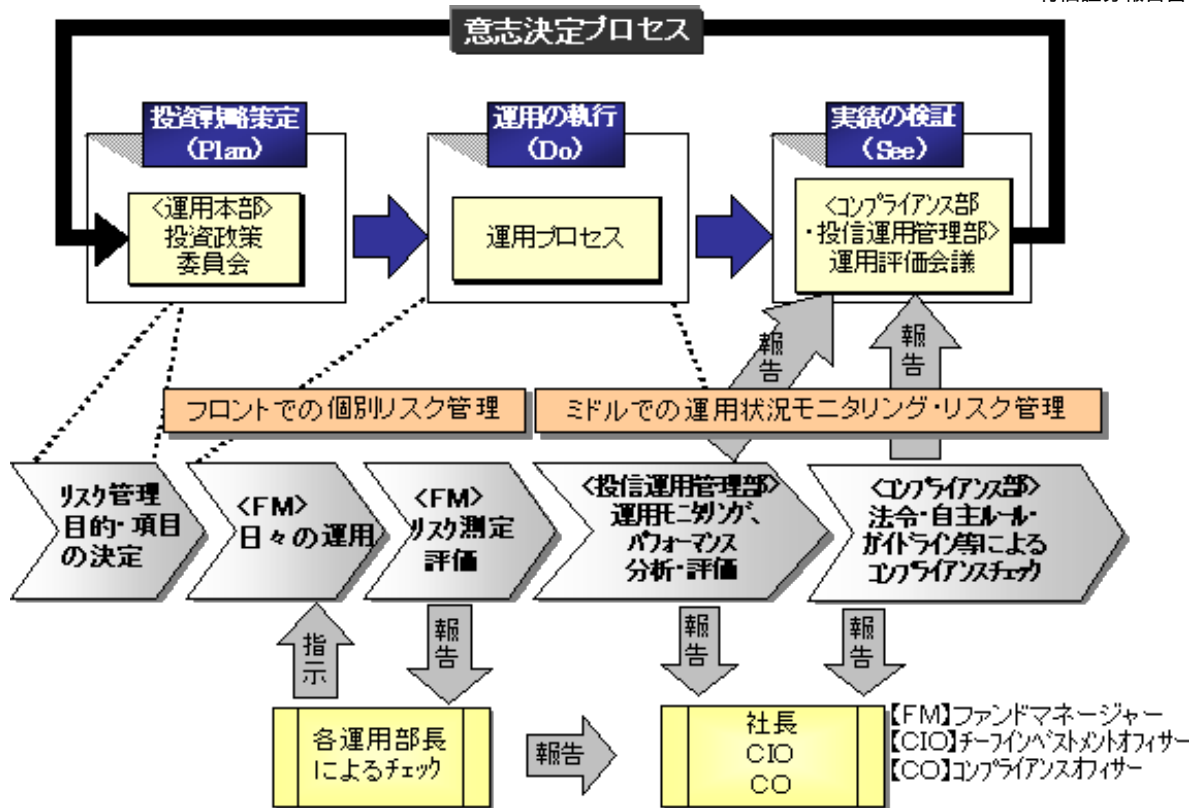 意志決定プロセス
投資戦略策定
(Plan)
運用の執行
(Do)
実績の検証
(See)
<運用本部>
投資政策
委員会
運用プロセス
<コンプライアンス部
・投信運用管理部>
運用評価会議
報告
報告
フロントでの個別リスク管理
ミドルでの運用状況モニタリング・リスク管理
リスク管理
目的・項目
の決定
<FM>
日々の運用
<FM>
リスク測定
評価
<投信運用管理部>
運用モニタリング、
パフォーマンス
分析・評価
<コンプライアンス部>
法令・自主ルール・
ガイドライン等による
コンプライアンスチェック
指示
報告
報告
報告
各運用部長
によるチェック
報告
社長
CIO
CO
【FM】ファンドマネージャー
【CIO】チーフインベストメントオフィサー
【CO】コンプライアンスオフィサー